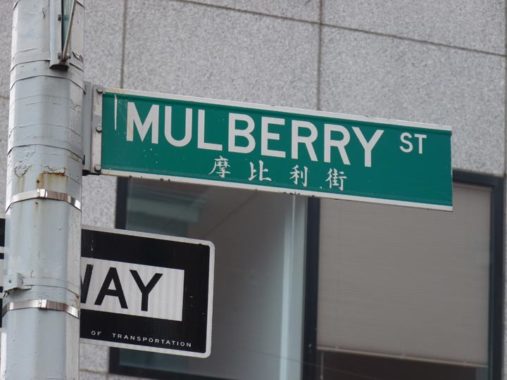 MULBERRY ST
摩比利街
WAY
OF TRANSPORTATION